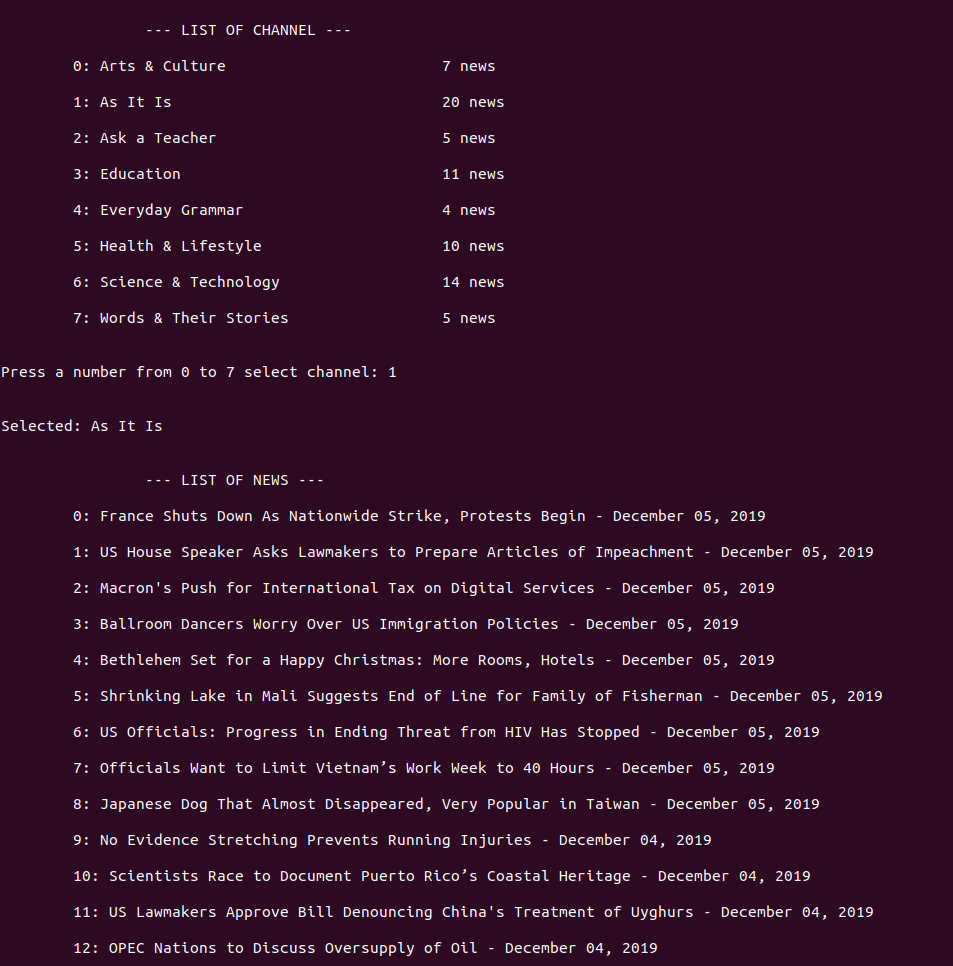 --- LIST OF CHANNEL ---
0: Arts & Culture 7 news
1: As It Is 20 news
2: Ask a Teacher 5 news
3: Education 11 news
4: Everyday Grammar 4 news
5: Health & Lifestyle 10 news
6: Science & Technology 14 news
7: Words & Their Stories 5 news
Press a number from 0 to 7 select channel: 1
Selected: As It Is
--- LIST OF NEWS ---
0: France Shuts Down As Nationwide Strike, Protests Begin - December 05, 2019
1: US House Speaker Asks Lawmakers to Prepare Articles of Impeachment - December 05, 2019
2: Macron's Push for International Tax on Digital Services - December 05, 2019
3: Ballroom Dancers Worry Over US Immigration Policies - December 05, 2019
4: Bethlehem Set for a Happy Christmas: More Rooms, Hotels - December 05, 2019
5: Shrinking Lake in Mali Suggests End of Line for Family of Fisherman - December 05, 2019
6: US Officials: Progress in Ending Threat from HIV Has Stopped - December 05, 2019
7: Officials Want to Limit Vietnam’s Work Week to 40 Hours - December 05, 2019
8: Japanese Dog That Almost Disappeared, Very Popular in Taiwan - December 05, 2019
9: No Evidence Stretching Prevents Running Injuries - December 04, 2019
10: Scientists Race to Document Puerto Rico’s Coastal Heritage - December 04, 2019
11: US Lawmakers Approve Bill Denouncing China's Treatment of Uyghurs - December 04, 2019
12: OPEC Nations to Discuss Oversupply of Oil - December 04, 2019